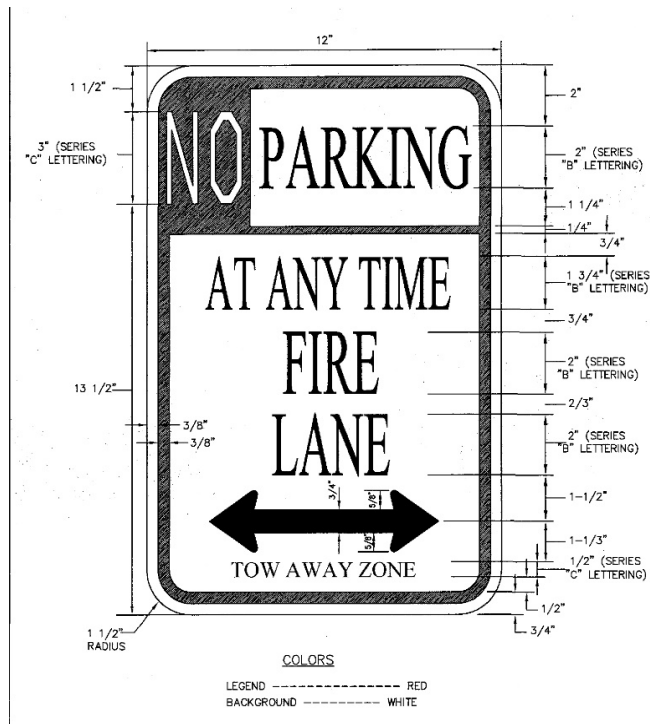 12"
1 1/2"
2"
3" (SERIES
"C" LETTERING)
NO PARKING
2" (SERIES
"B" LETTERING)
1 1/4"
1/4"
3/4"
AT ANY TIME
1 3/4" (SERIES
"B" LETTERING)
3/4"
FIRE
2" (SERIES
"B" LETTERING)
13 1/2"
2/3"
3/8"
3/8"
LANE
2" (SERIES
"B" LETTERING)
3/4"
5/8"
1-1/2"
5/8"
1-1/3"
TOW AWAY ZONE
1/2" (SERIES
"C" LETTERING)
1/2"
1 1/2"
RADIUS
3/4"
COLORS
LEGEND ------------ RED
BACKGROUND ------------ WHITE